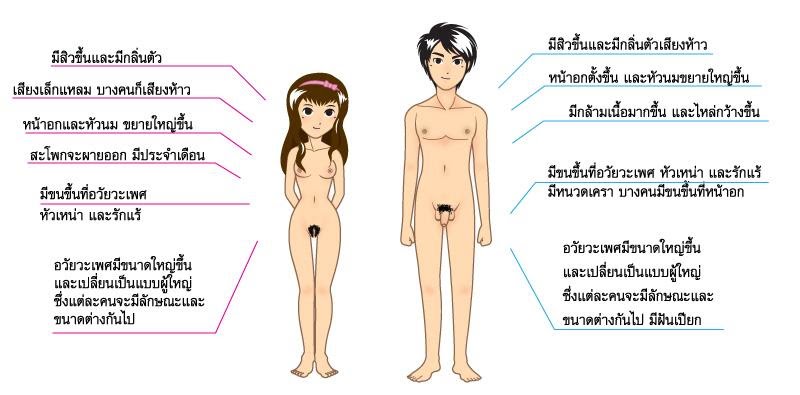 มีสิวขึ้นและมีกลิ่นตัว
เสียงเล็กแหลม บางคนก็เสียงห้าว
หน้าอกและหัวนม ขยายใหญ่ขึ้น
สะโพกจะผายออก มีประจำเดือน
มีขนขึ้นที่อวัยวะเพศ
หัวเหน่า และรักแร้
อวัยวะเพศมีขนาดใหญ่ขึ้น
และเปลี่ยนเป็นแบบผู้ใหญ่
ซึ่งแต่ละคนจะมีลักษณะและ
ขนาดต่างกันไป
มีสิวขึ้นและมีกลิ่นตัวเสียงห้าว
หน้าอกตั้งขึ้น และหัวนมขยายใหญ่ขึ้น
มีกล้ามเนื้อมากขึ้น และไหล่กว้างขึ้น
มีขนขึ้นที่อวัยวะเพศ หัวเหน่า และรักแร้
มีหนวดเครา บางคนมีขนขึ้นที่หน้าอก
อวัยวะเพศมีขนาดใหญ่ขึ้น
และเปลี่ยนเป็นแบบผู้ใหญ่
ซึ่งแต่ละคนจะมีลักษณะและ
ขนาดต่างกันไป มีฝันเปียก